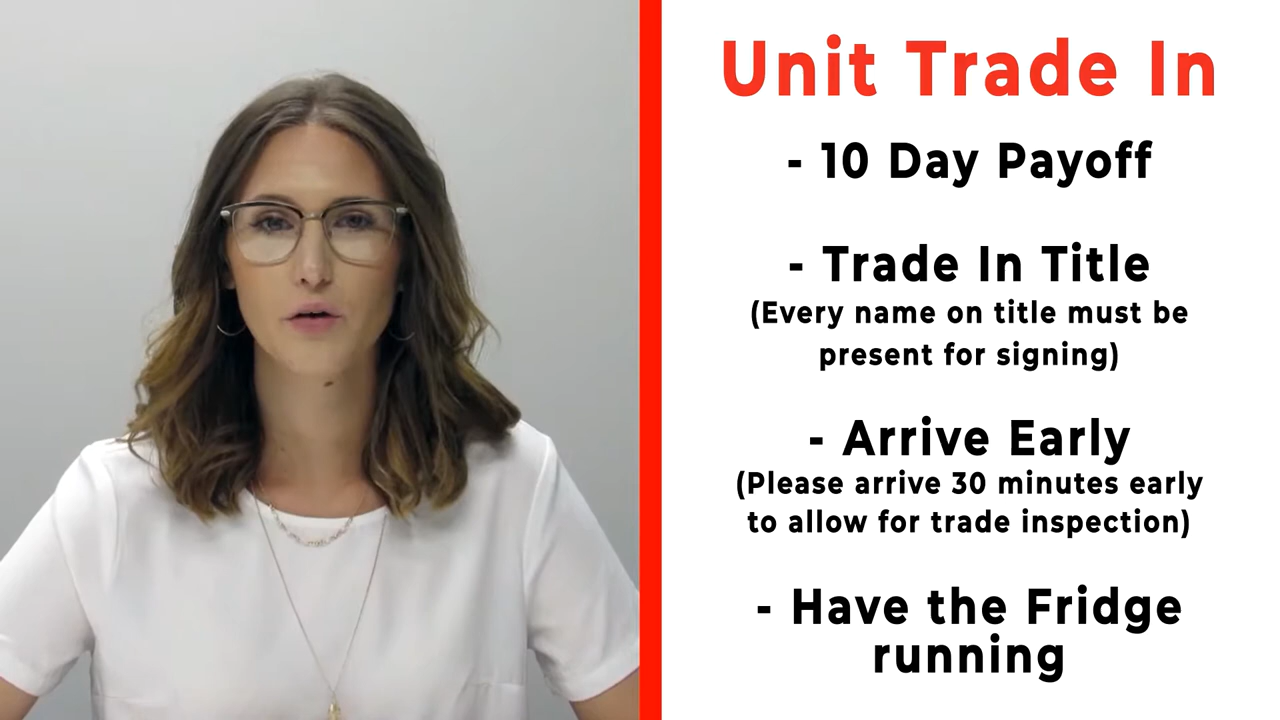 Unit Trade In
- 10 Day Payoff
- Trade In Title
(Every name on title must be
present for signing)
- Arrive Early
(Please arrive 30 minutes early
to allow for trade inspection)
- Have the Fridge
running